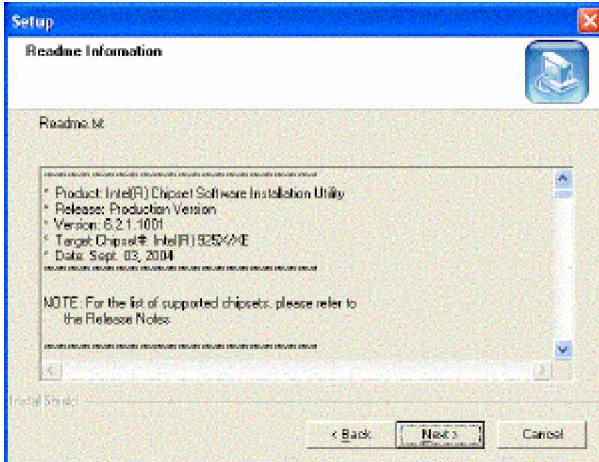 Setup
Readme Information
Readme.txt
* Product: Intel(R) Chipset Software Installation Utility
* Release: Production Version
* Version: 6.2.1.1001
* Target Chipset#: Intel(R) 925X/XE
* Date: Sept. 03, 2004
NOTE: For the list of supported chipsets, please refer to
the Release Notes
InstallShield
< Back
Next >
Cancel